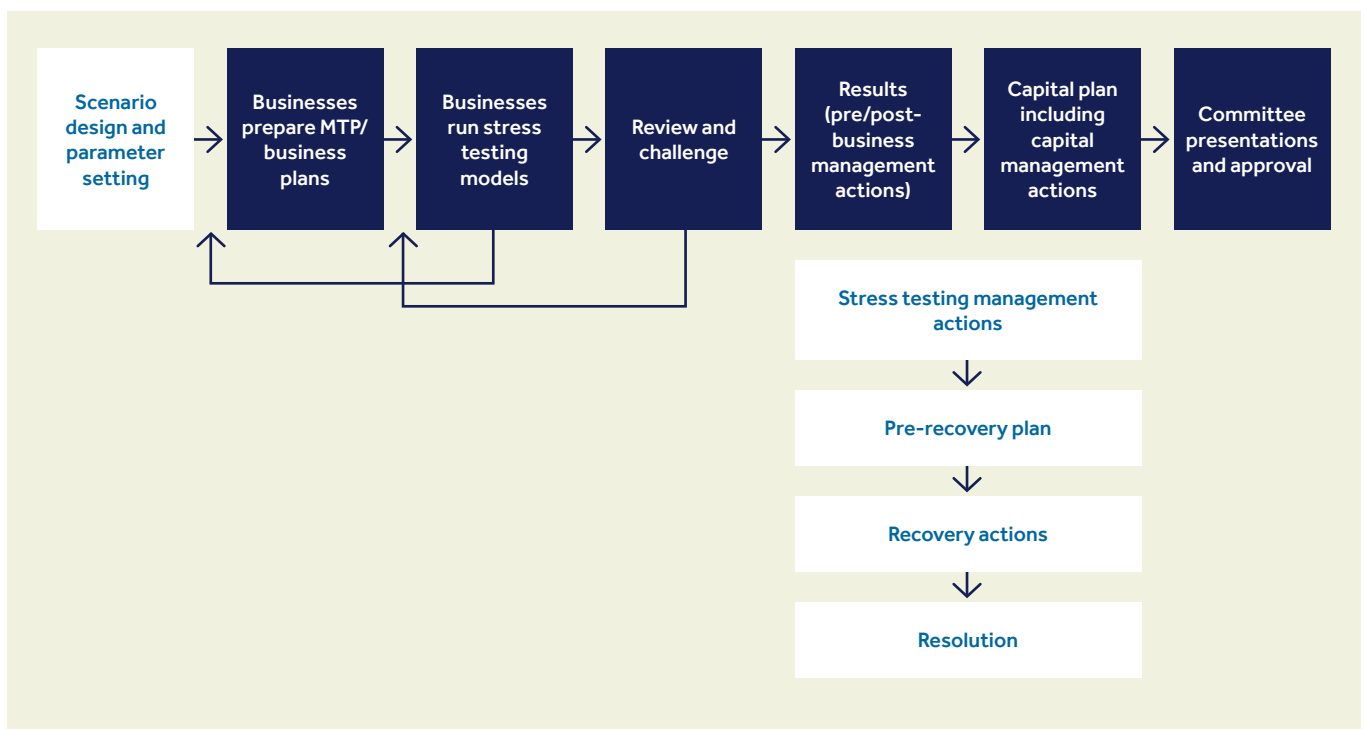 Scenario
design and
parameter
setting
Businesses
prepare MTP/
business
plans
Businesses
run stress
testing
models
Review and
challenge
Results
(pre/post-
business
management
actions)
Capital plan
including
capital
management
actions
Committee
presentations
and approval
Stress testing management
actions
Pre-recovery plan
Recovery actions
Resolution